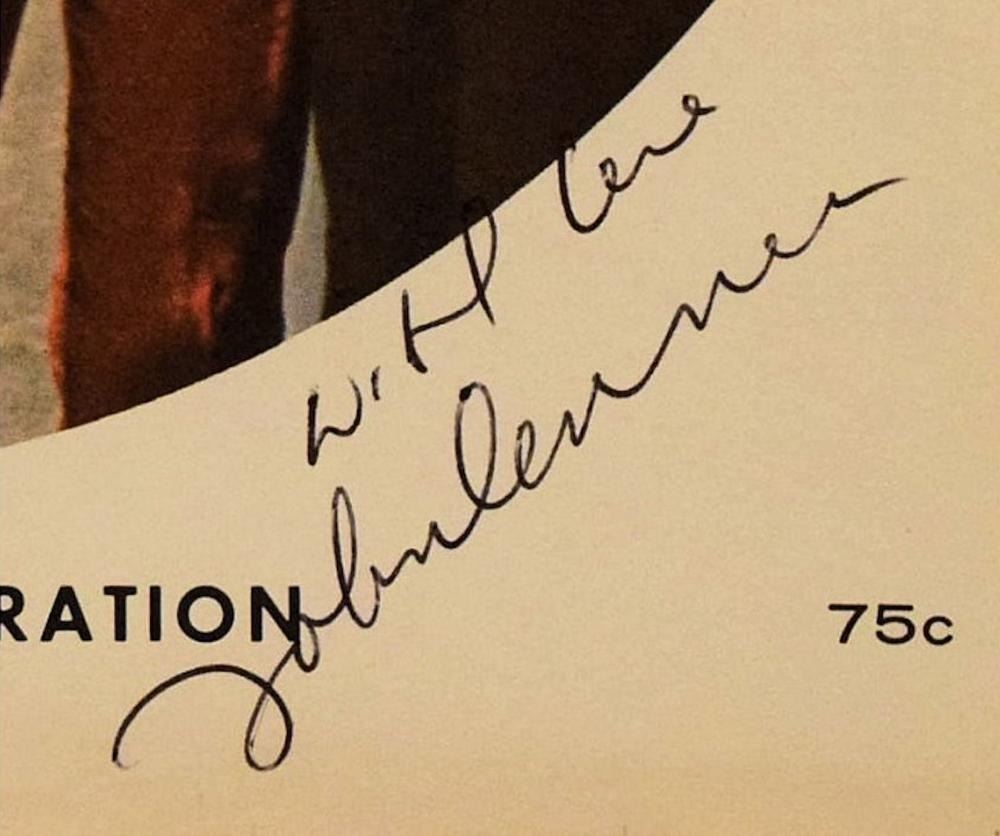 With Love
John Lennon
RATION
75c